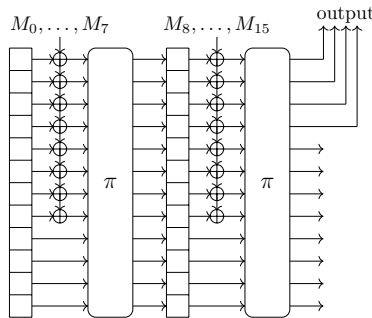 output
M₀, . . . , M₇ M₈, . . . , M₁₅
π π